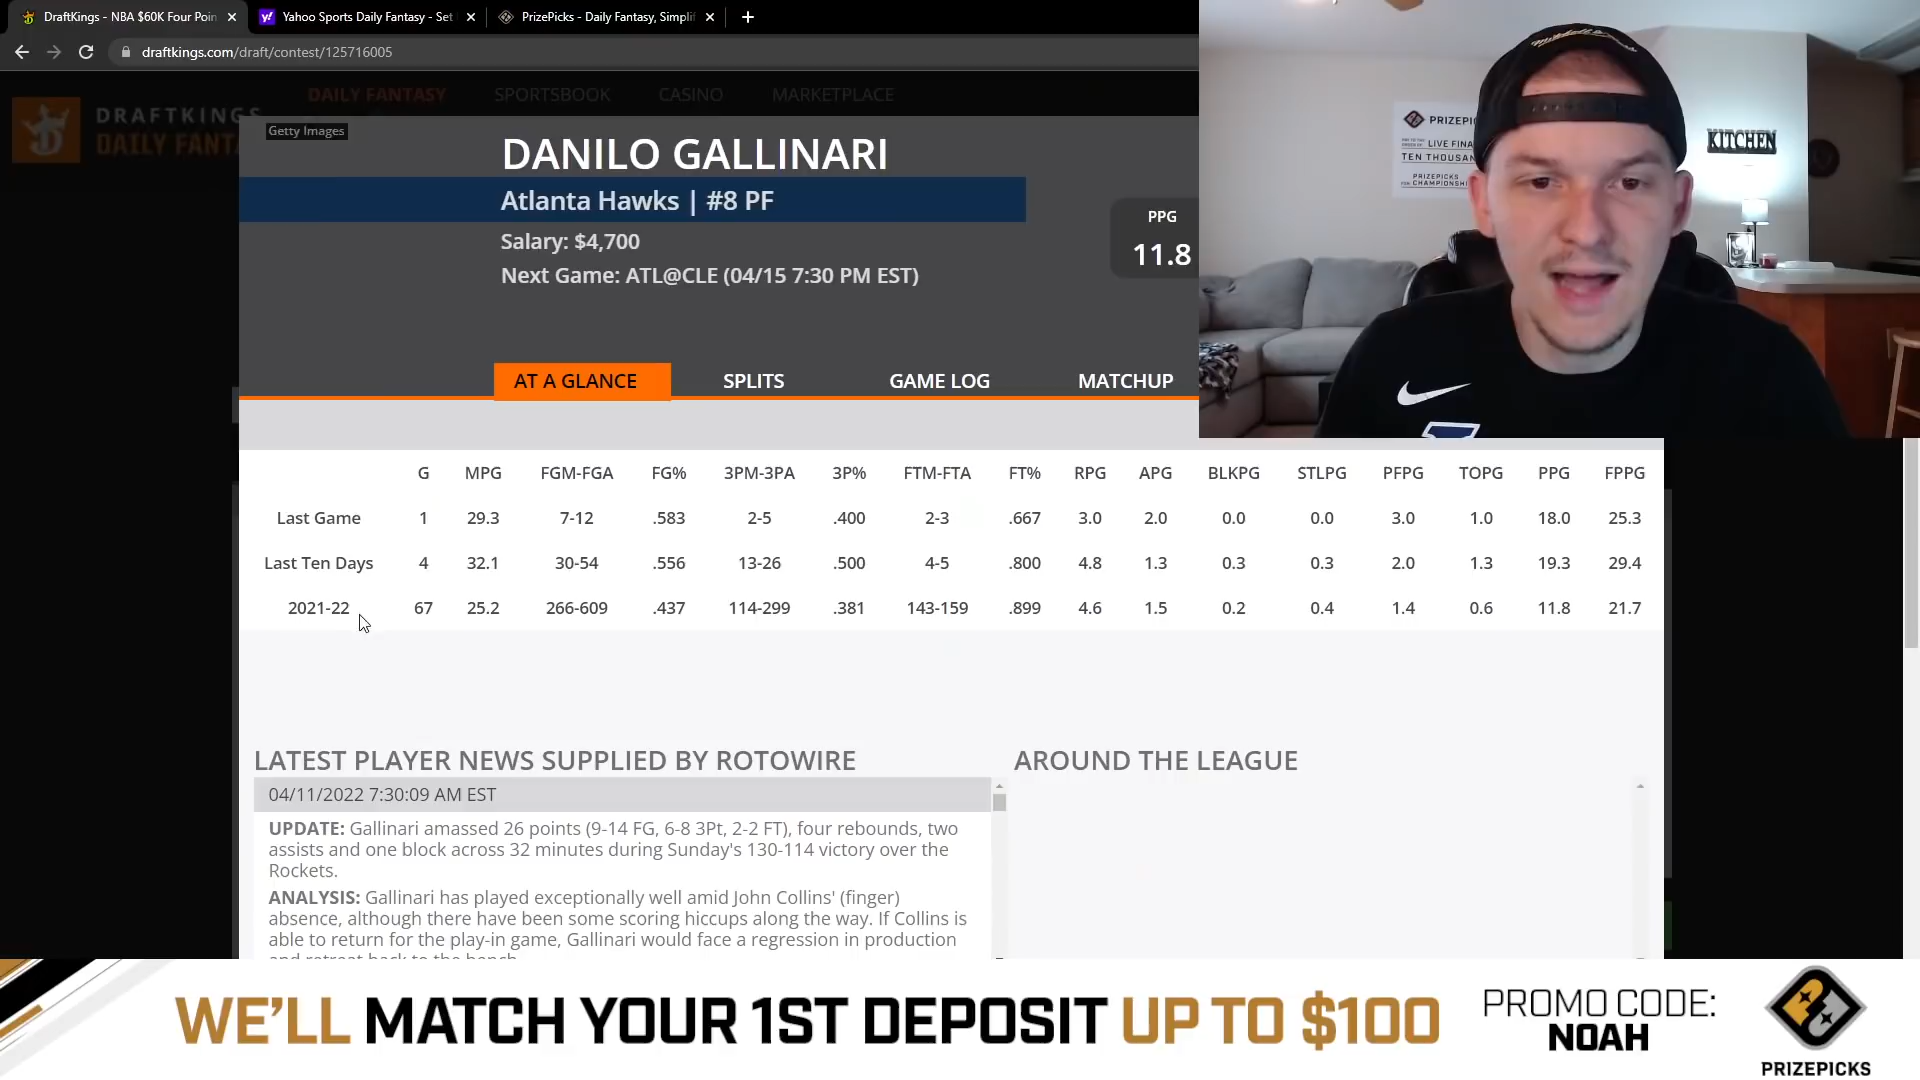 DraftKings - NBA $60K Four Poin
Yahoo Sports Daily Fantasy - Set
PrizePicks - Daily Fantasy, Simplif
draftkings.com/draft/contest/125716005
DRAFTKINGS
DAILY FANTA
DAILY FANTASY SPORTSBOOK CASINO MARKETPLACE
Getty Images
DANILO GALLINARI
Atlanta Hawks | #8 PF
Salary: $4,700
Next Game: ATL@CLE (04/15 7:30 PM EST)
PPG
11.8
PRIZEPI
LIVE FINA
TEN THOUSAN
PRIZEPICKS
KITCHEN
AT A GLANCE SPLITS GAME LOG MATCHUP
G MPG FGM-FGA FG% 3PM-3PA 3P% FTM-FTA FT% RPG APG BLKPG STLPG PFPG TOPG PPG FPPG
Last Game 1 29.3 7-12 .583 2-5 .400 2-3 .667 3.0 2.0 0.0 0.0 3.0 1.0 18.0 25.3
Last Ten Days 4 32.1 30-54 .556 13-26 .500 4-5 .800 4.8 1.3 0.3 0.3 2.0 1.3 19.3 29.4
2021-22 67 25.2 266-609 .437 114-299 .381 143-159 .899 4.6 1.5 0.2 0.4 1.4 0.6 11.8 21.7
LATEST PLAYER NEWS SUPPLIED BY ROTOWIRE
AROUND THE LEAGUE
04/11/2022 7:30:09 AM EST
UPDATE: Gallinari amassed 26 points (9-14 FG, 6-8 3Pt, 2-2 FT), four rebounds, two
assists and one block across 32 minutes during Sunday's 130-114 victory over the
Rockets.
ANALYSIS: Gallinari has played exceptionally well amid John Collins' (finger)
absence, although there have been some scoring hiccups along the way. If Collins is
able to return for the play-in game, Gallinari would face a regression in production
WE'LL MATCH YOUR 1ST DEPOSIT UP TO $100
PROMO CODE:
NOAH
PRIZEPICKS